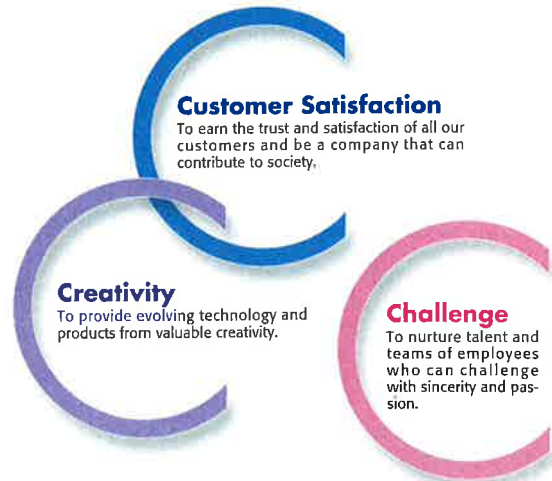 Customer Satisfaction
To earn the trust and satisfaction of all our
customers and be a company that can
contribute to society.
Creativity
To provide evolving technology and
products from valuable creativity.
Challenge
To nurture talent and
teams of employees
who can challenge
with sincerity and pas-
sion.